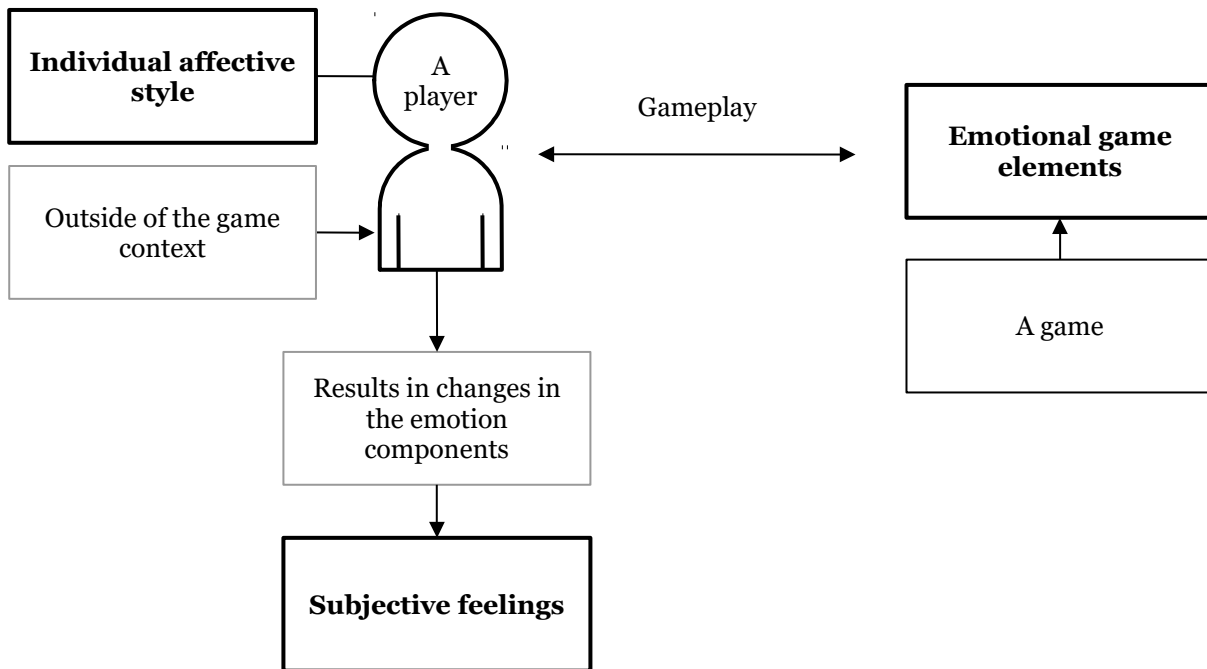 Individual affective
style
A
player
Gameplay
Emotional game
elements
Outside of the game
context
A game
Results in changes in
the emotion
components
Subjective feelings